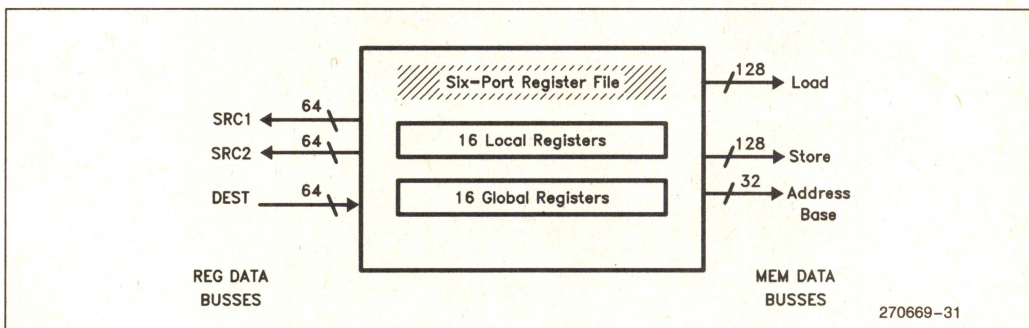 Six-Port Register File
128
Load
64
SRC1
64
SRC2
16 Local Registers
128
Store
64
DEST
16 Global Registers
32
Address
Base
REG DATA
BUSSES
MEM DATA
BUSSES
270669-31